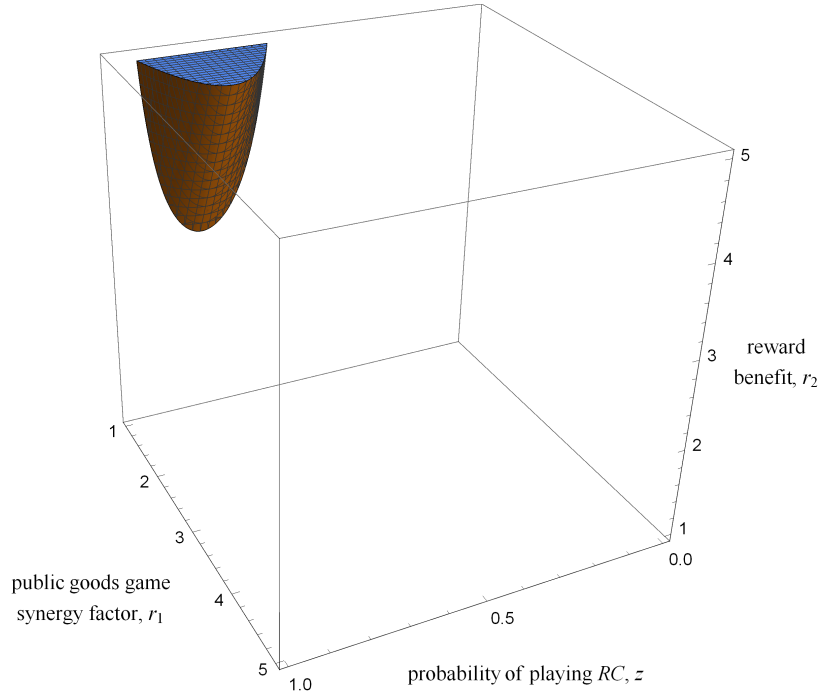 5
4
reward
3
benefit, r2
1
2
2
3
1
0.0
public goods game
synergy factor, r1
4
0.5
5
1.0
probability of playing RC, z